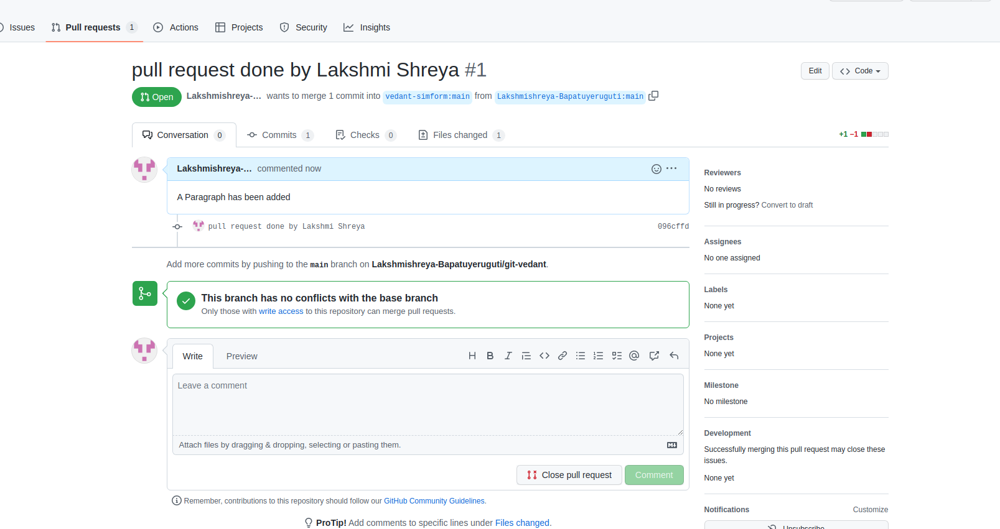 Issues Pull requests 1 Actions Projects Security Insights
pull request done by Lakshmi Shreya #1
Edit Code
Open Lakshmishreya-... wants to merge 1 commit into vedant-simform:main from Lakshmishreya-Bapatuyeruguti:main
Conversation 0 Commits 1 Checks 0 Files changed 1 +1 −1
Lakshmishreya-... commented now
A Paragraph has been added
pull request done by Lakshmi Shreya 096cffd
Add more commits by pushing to the main branch on Lakshmishreya-Bapatuyeruguti/git-vedant.
This branch has no conflicts with the base branch
Only those with write access to this repository can merge pull requests.
Write Preview
Leave a comment
Attach files by dragging & dropping, selecting or pasting them.
Close pull request Comment
Remember, contributions to this repository should follow our GitHub Community Guidelines.
ProTip! Add comments to specific lines under Files changed.
Reviewers
No reviews
Still in progress? Convert to draft
Assignees
No one assigned
Labels
None yet
Projects
None yet
Milestone
No milestone
Development
Successfully merging this pull request may close these
issues.
None yet
Notifications Customize
Unsubscribe